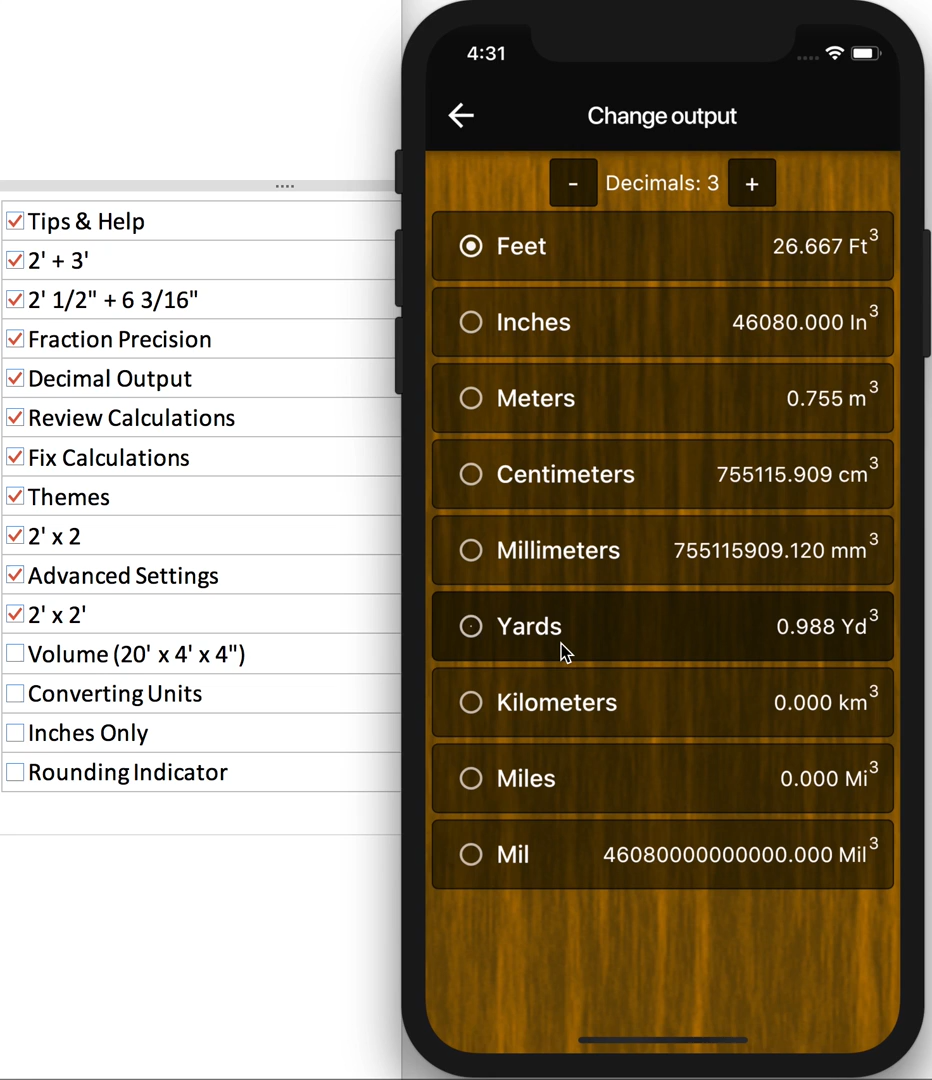 Tips & Help
2' + 3'
2' 1/2" + 6 3/16"
Fraction Precision
Decimal Output
Review Calculations
Fix Calculations
Themes
2' x 2
Advanced Settings
2' x 2'
Volume (20' x 4' x 4")
Converting Units
Inches Only
Rounding Indicator
4:31
Change output
- Decimals: 3 +
Feet 26.667 Ft³
Inches 46080.000 In³
Meters 0.755 m³
Centimeters 755115.909 cm³
Millimeters 755115909.120 mm³
Yards 0.988 Yd³
Kilometers 0.000 km³
Miles 0.000 Mi³
Mil 46080000000000.000 Mil³